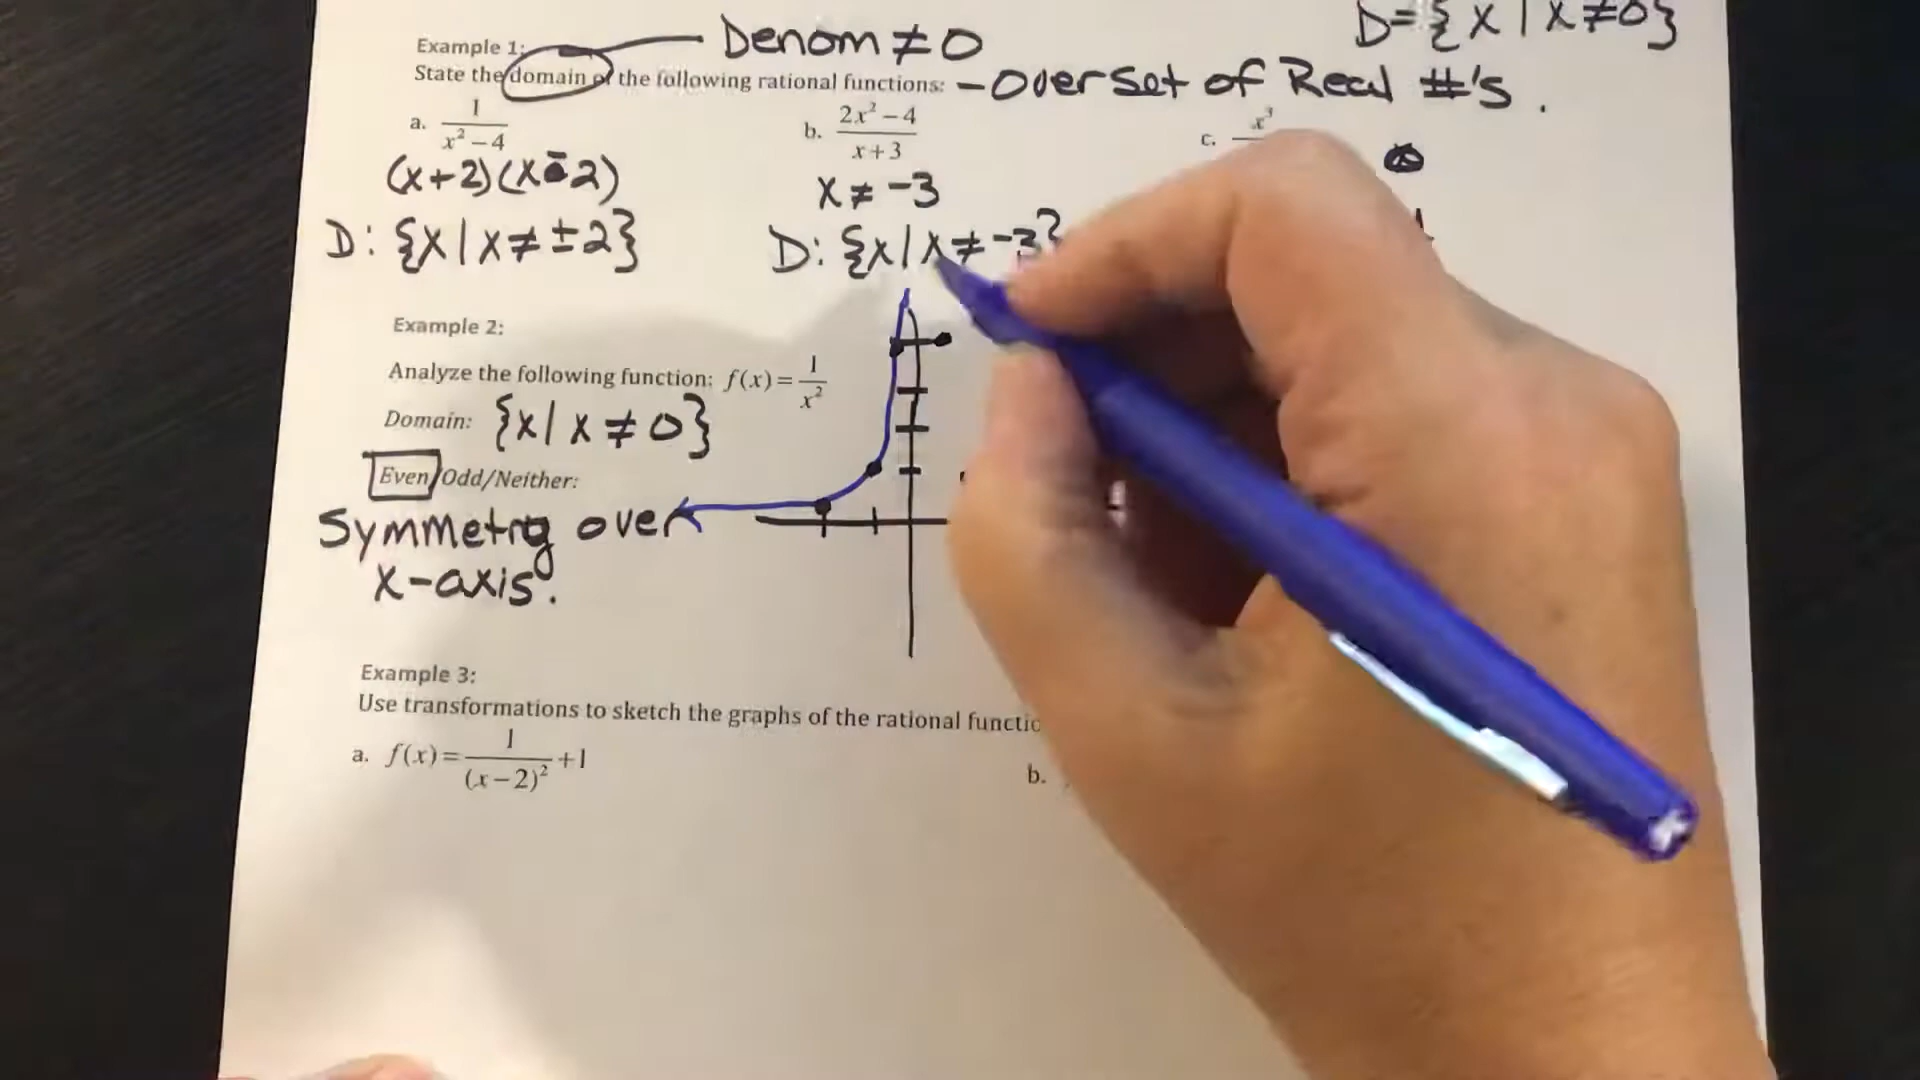 D={x | x≠0}
Denom ≠ 0
Example 1:
State the domain of the following rational functions: – Over Set of Real #'s.
a. 1/(x² – 4)
b. (2x² – 4)/(x + 3)
c. x³
(x+2)(x-2)
x ≠ -3
D: {x | x ≠ ±2}
D: {x | x ≠ -3}
Example 2:
Analyze the following function: f(x) = 1/x²
Domain: {x | x ≠ 0}
Even/Odd/Neither:
Symmetry over
x-axis.
Example 3:
Use transformations to sketch the graphs of the rational
a. f(x) = 1/(x – 2)² + 1
b.